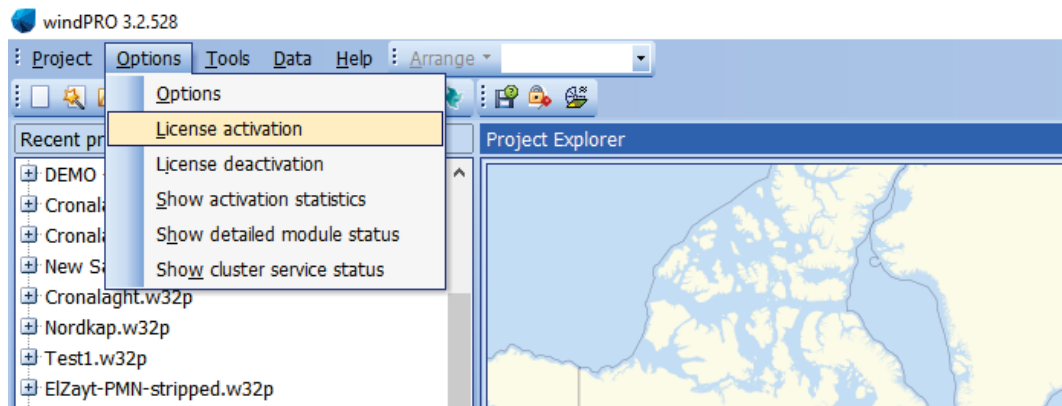 windPRO 3.2.528
Project Options Tools Data Help Arrange
Options
License activation
License deactivation
Show activation statistics
Show detailed module status
Show cluster service status
Recent pr
Project Explorer
DEMO
Cronala
Cronala
New Sa
Cronalaght.w32p
Nordkap.w32p
Test1.w32p
ElZayt-PMN-stripped.w32p